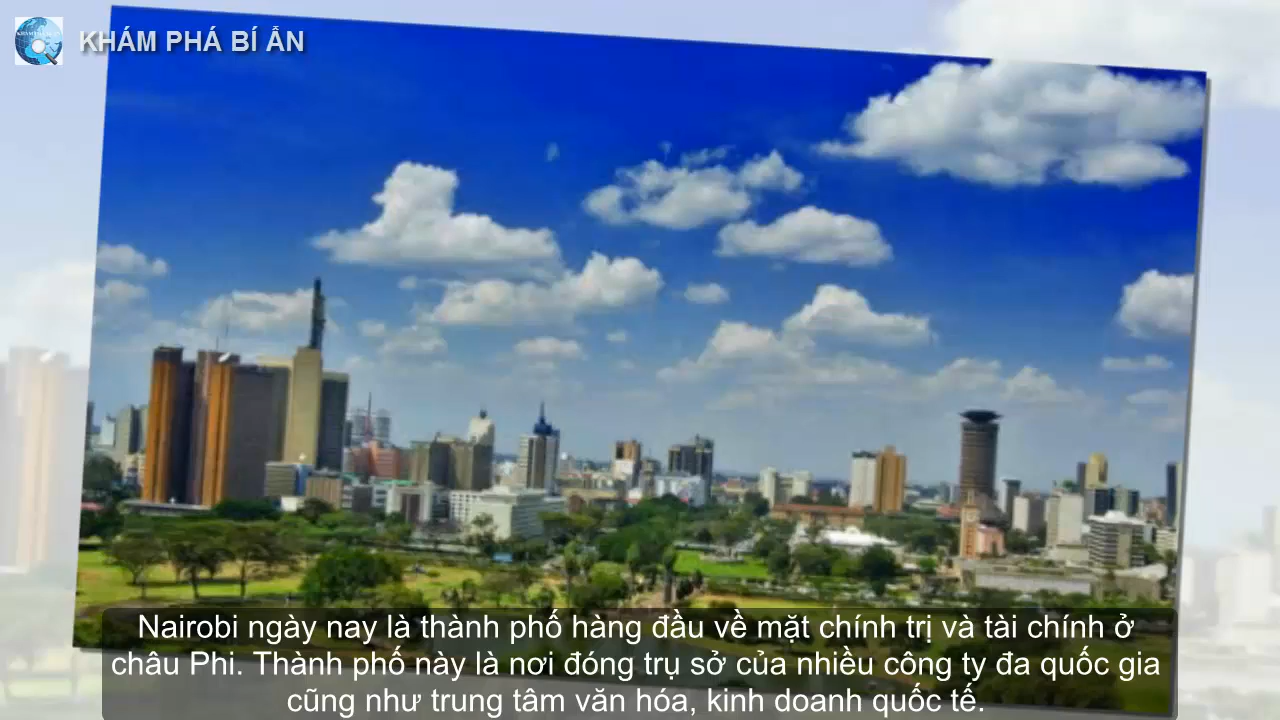 KHÁM PHÁ BÍ ẨN
Nairobi ngày nay là thành phố hàng đầu về mặt chính trị và tài chính ở
châu Phi. Thành phố này là nơi đóng trụ sở của nhiều công ty đa quốc gia
cũng như trung tâm văn hóa, kinh doanh quốc tế.